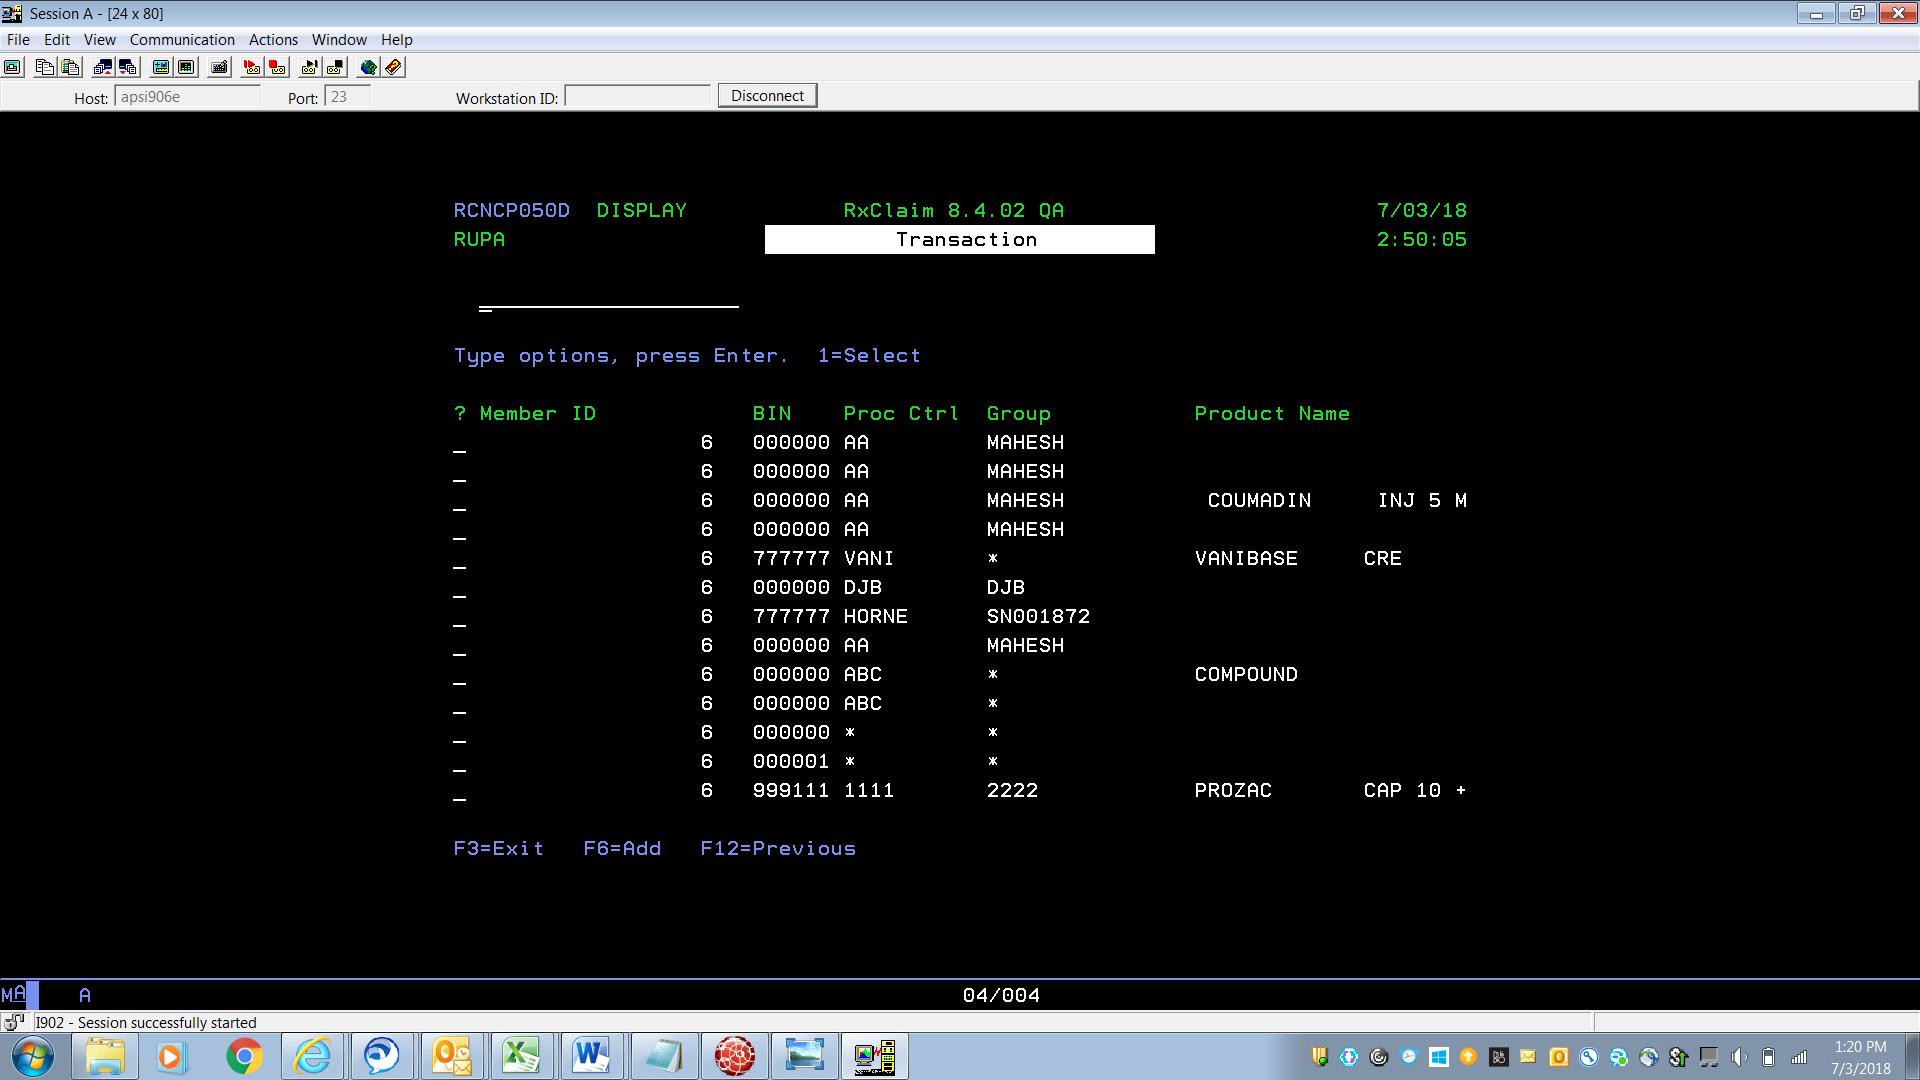 Session A - [24 x 80]
File Edit View Communication Actions Window Help
Host: apsi906e Port: 23 Workstation ID: Disconnect
RCNCP050D DISPLAY RxClaim 8.4.02 QA 7/03/18
RUPA Transaction 2:50:05
Type options, press Enter. 1=Select
? Member ID BIN Proc Ctrl Group Product Name
_ 6 000000 AA MAHESH
_ 6 000000 AA MAHESH
_ 6 000000 AA MAHESH COUMADIN INJ 5 M
_ 6 000000 AA MAHESH
_ 6 777777 VANI * VANIBASE CRE
_ 6 000000 DJB DJB
_ 6 777777 HORNE SN001872
_ 6 000000 AA MAHESH
_ 6 000000 ABC * COMPOUND
_ 6 000000 ABC *
_ 6 000000 * *
_ 6 000001 * *
_ 6 999111 1111 2222 PROZAC CAP 10 +
F3=Exit F6=Add F12=Previous
MA A 04/004
I902 - Session successfully started
1:20 PM
7/3/2018